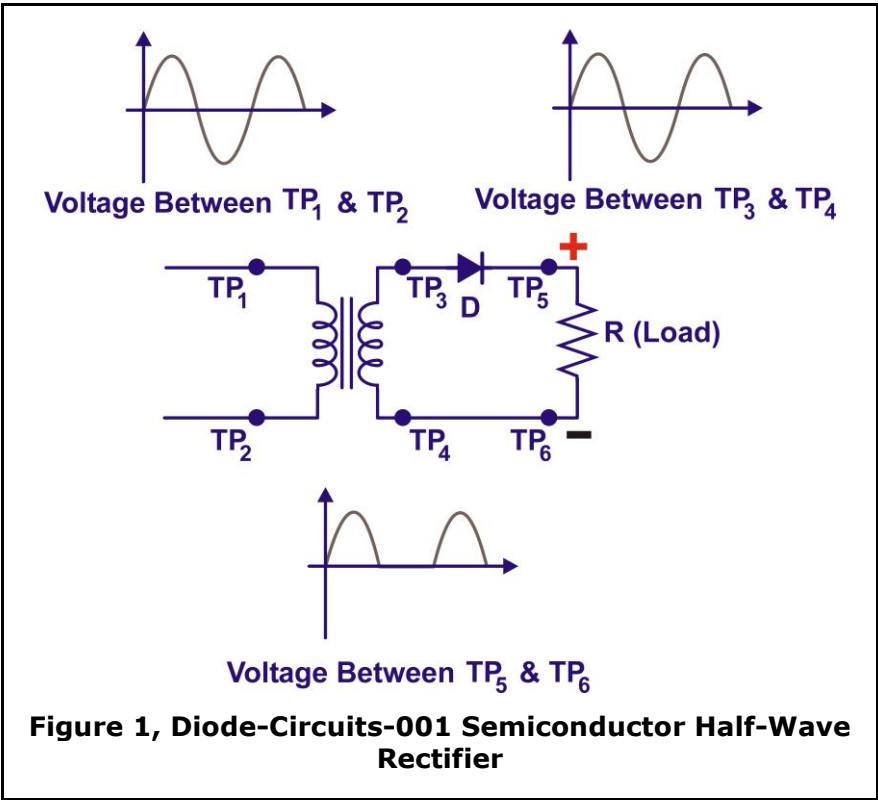 Voltage Between TP₁ & TP₂
Voltage Between TP₃ & TP₄
+
TP₁
TP₃
D
TP₅
R (Load)
TP₂
TP₄
TP₆
−
Voltage Between TP₅ & TP₆
Figure 1, Diode-Circuits-001 Semiconductor Half-Wave
Rectifier